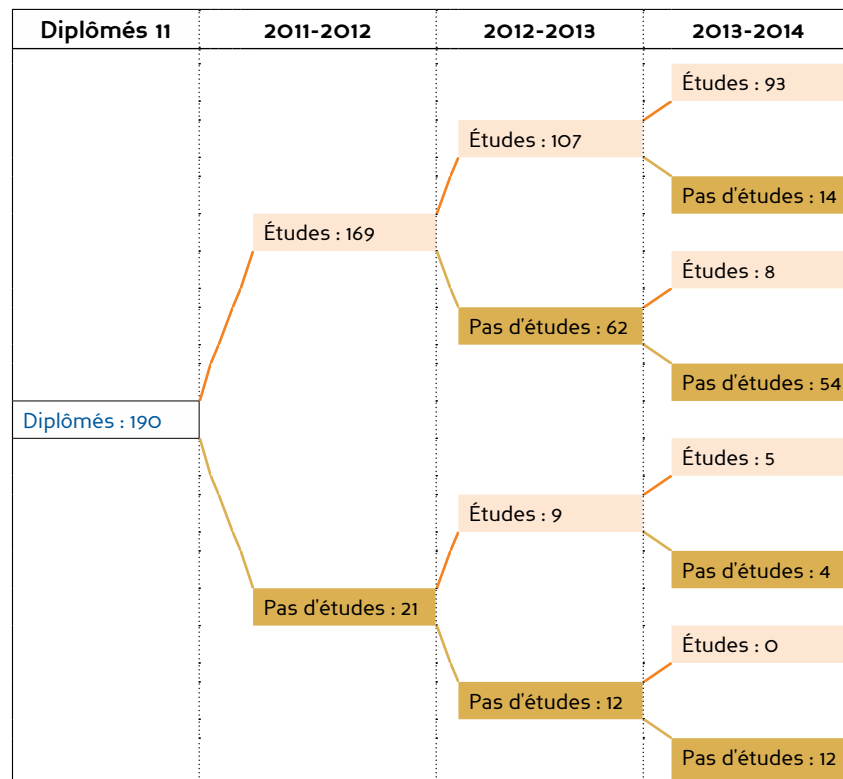 Diplômés 11 2011-2012 2012-2013 2013-2014
Études : 93
Études : 107
Pas d'études : 14
Études : 169
Études : 8
Pas d'études : 62
Pas d'études : 54
Diplômés : 190
Études : 5
Études : 9
Pas d'études : 4
Pas d'études : 21
Études : 0
Pas d'études : 12
Pas d'études : 12